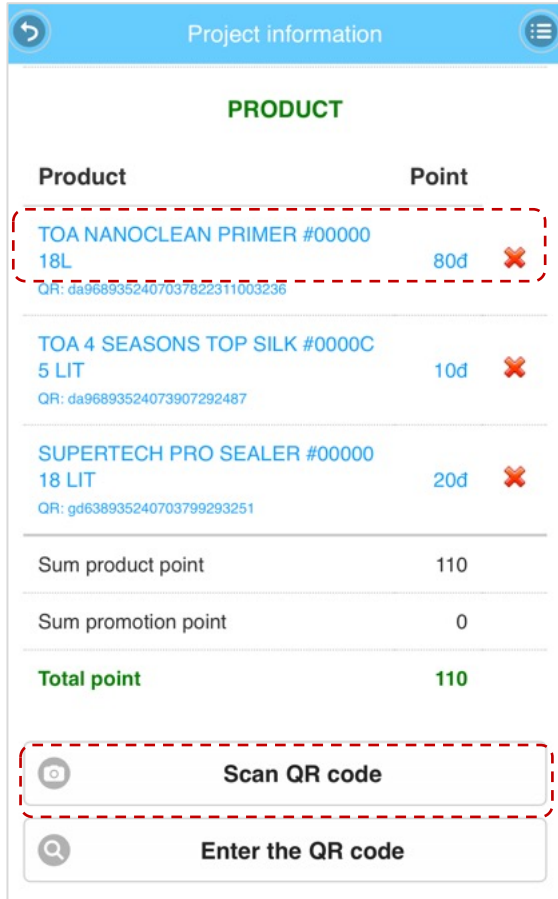 Project information
PRODUCT
Product Point
TOA NANOCLEAN PRIMER #00000
18L 80đ
QR: da96893524070378223110032​36
TOA 4 SEASONS TOP SILK #0000C
5 LIT 10đ
QR: da96893524073907292487
SUPERTECH PRO SEALER #00000
18 LIT 20đ
QR: gd638935240703799293251
Sum product point 110
Sum promotion point 0
Total point 110
Scan QR code
Enter the QR code